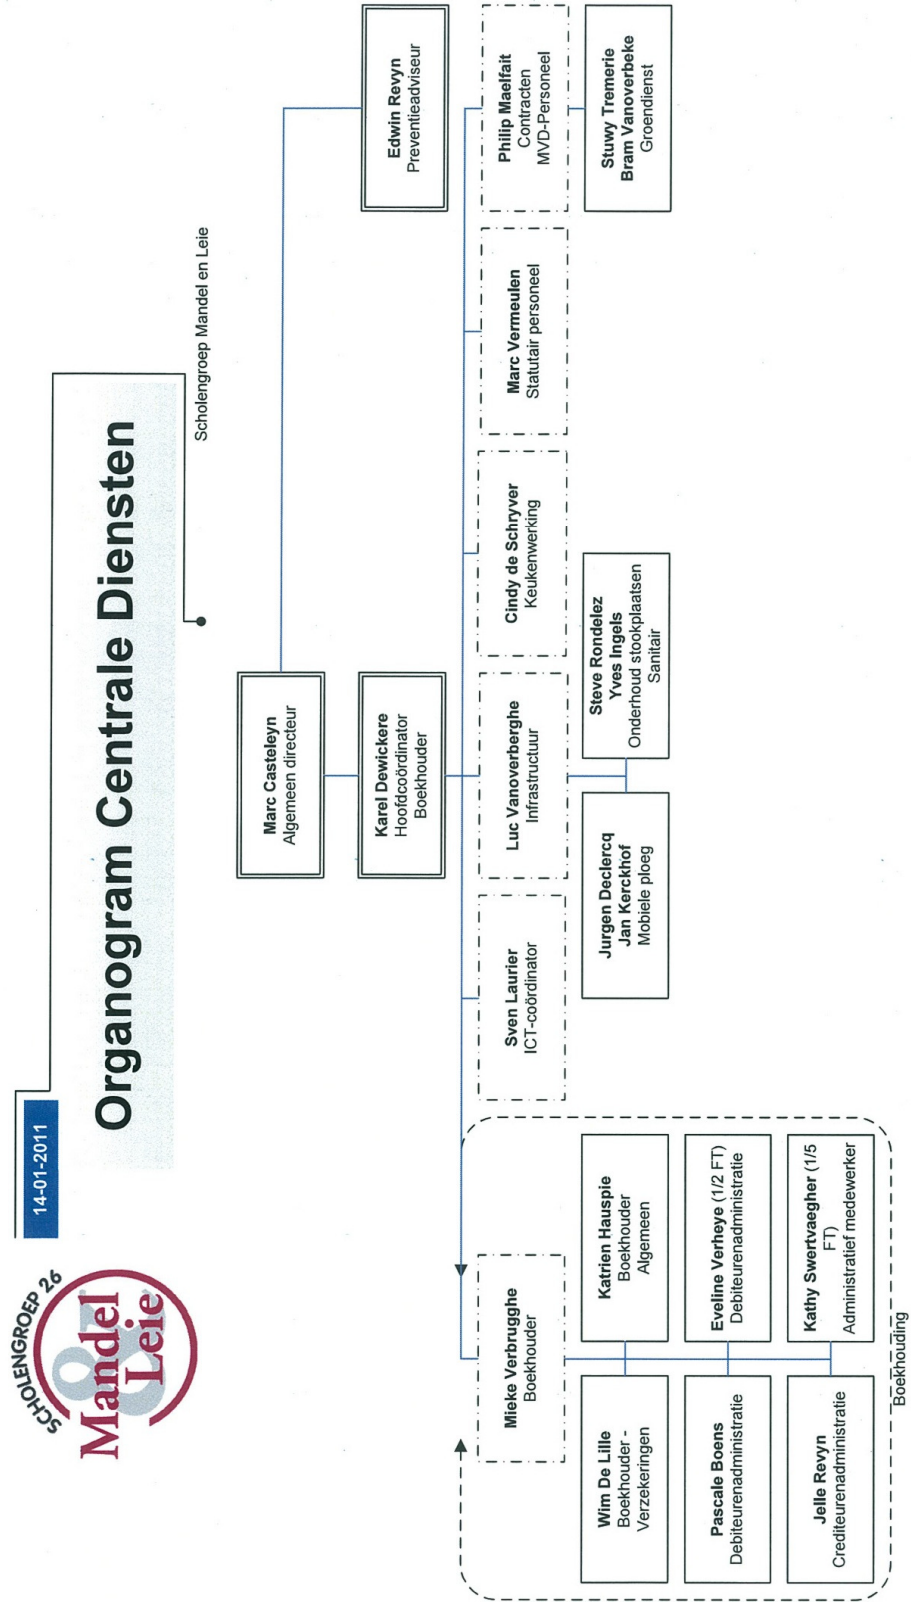 SCHOLENGROEP 26
Mandel
&
Leie
14-01-2011
Organogram Centrale Diensten
Scholengroep Mandel en Leie
Marc Casteleyn
Algemeen directeur
Edwin Revyn
Preventieadviseur
Karel Dewickere
Hoofdcoördinator
Boekhouder
Mieke Verbrugghe
Boekhouder
Sven Laurier
ICT-coördinator
Luc Vanoverberghe
Infrastructuur
Cindy de Schryver
Keukenwerking
Marc Vermeulen
Statutair personeel
Philip Maelfait
Contracten
MVD-Personeel
Wim De Lille
Boekhouder -
Verzekeringen
Katrien Hauspie
Boekhouder
Algemeen
Jurgen Declercq
Jan Kerckhof
Mobiele ploeg
Steve Rondelez
Yves Ingels
Onderhoud stookplaatsen
Sanitair
Stuwy Tremerie
Bram Vanoverbeke
Groendienst
Pascale Boens
Debiteurenadministratie
Eveline Verheye (1/2 FT)
Debiteurenadministratie
Jelle Revyn
Crediteurenadministratie
Kathy Swertvaegher (1/5
FT)
Administratief medewerker
Boekhouding